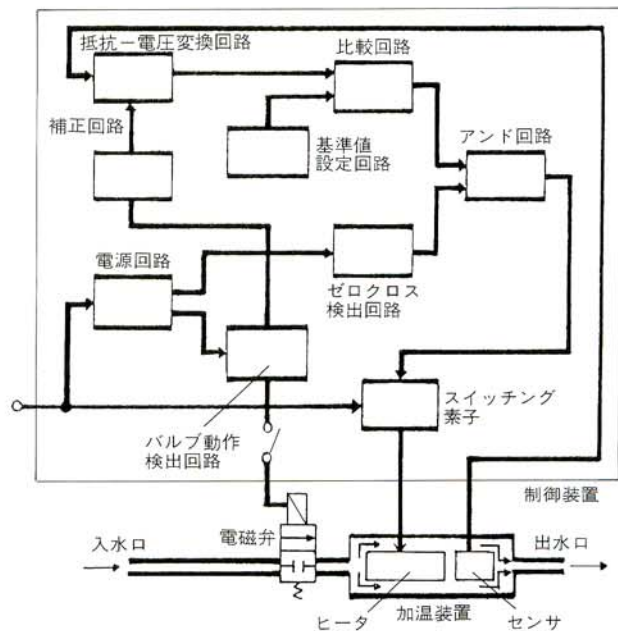 抵抗－電圧変換回路
比較回路
補正回路
基準値
設定回路
アンド回路
電源回路
ゼロクロス
検出回路
スイッチング
素子
バルブ動作
検出回路
制御装置
入水口
電磁弁
出水口
ヒータ
加温装置
センサ